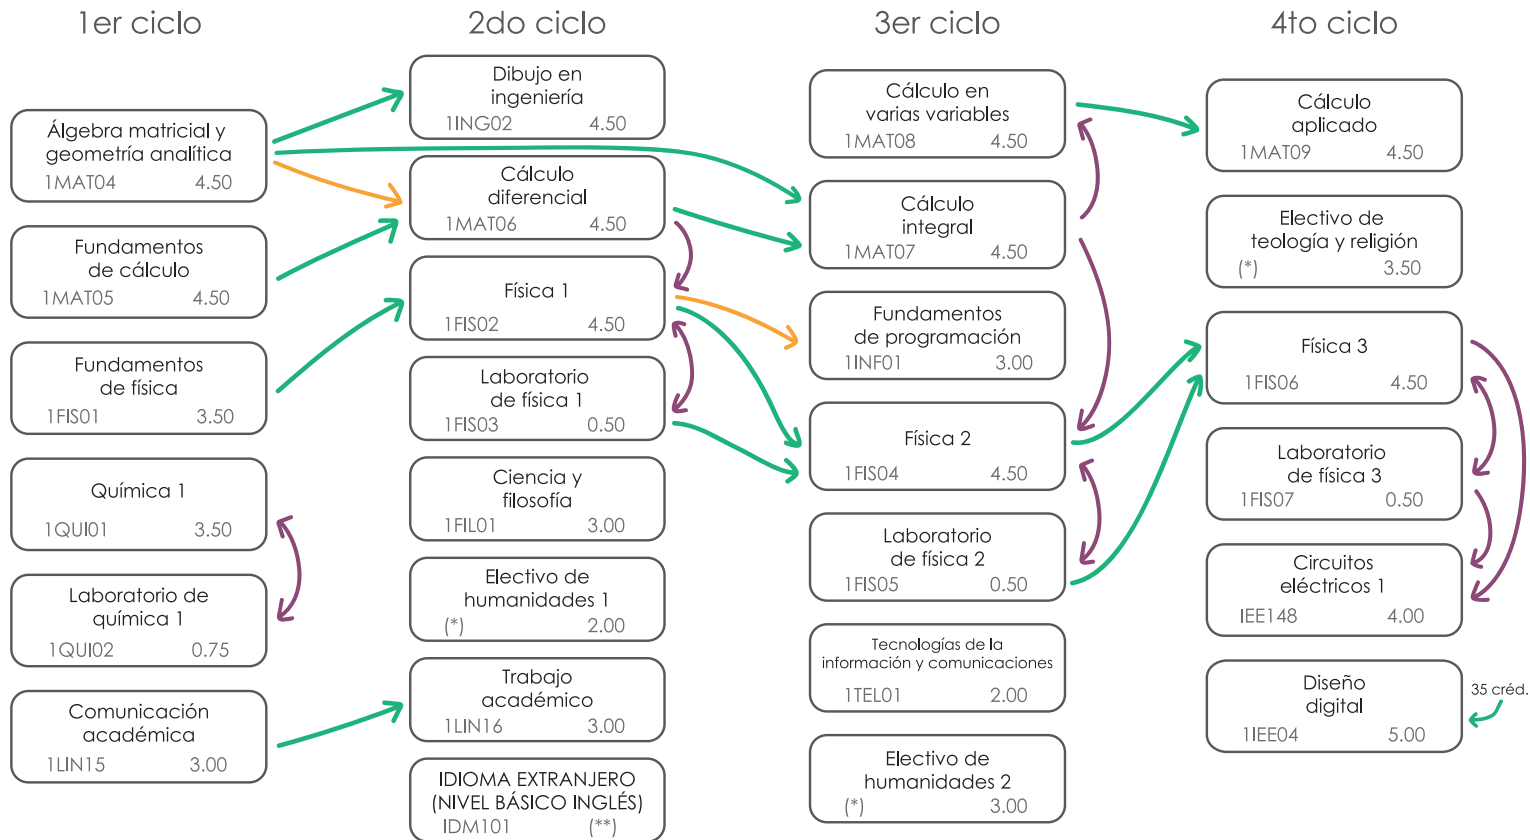 1er ciclo
Álgebra matricial y
geometría analítica
1MAT04 4.50
Fundamentos
de cálculo
1MAT05 4.50
Fundamentos
de física
1FIS01 3.50
Química 1
1QUI01 3.50
Laboratorio de
química 1
1QUI02 0.75
Comunicación
académica
1LIN15 3.00
2do ciclo
Dibujo en
ingeniería
1ING02 4.50
Cálculo
diferencial
1MAT06 4.50
Física 1
1FIS02 4.50
Laboratorio
de física 1
1FIS03 0.50
Ciencia y
filosofía
1FIL01 3.00
Electivo de
humanidades 1
(*) 2.00
Trabajo
académico
1LIN16 3.00
IDIOMA EXTRANJERO
(NIVEL BÁSICO INGLÉS)
IDM101 (**)
3er ciclo
Cálculo en
varias variables
1MAT08 4.50
Cálculo
integral
1MAT07 4.50
Fundamentos
de programación
1INF01 3.00
Física 2
1FIS04 4.50
Laboratorio
de física 2
1FIS05 0.50
Tecnologías de la
información y comunicaciones
1TEL01 2.00
Electivo de
humanidades 2
(*) 3.00
4to ciclo
Cálculo
aplicado
1MAT09 4.50
Electivo de
teología y religión
(*) 3.50
Física 3
1FIS06 4.50
Laboratorio
de física 3
1FIS07 0.50
Circuitos
eléctricos 1
IEE148 4.00
Diseño
digital
1IEE04 5.00
35 créd.